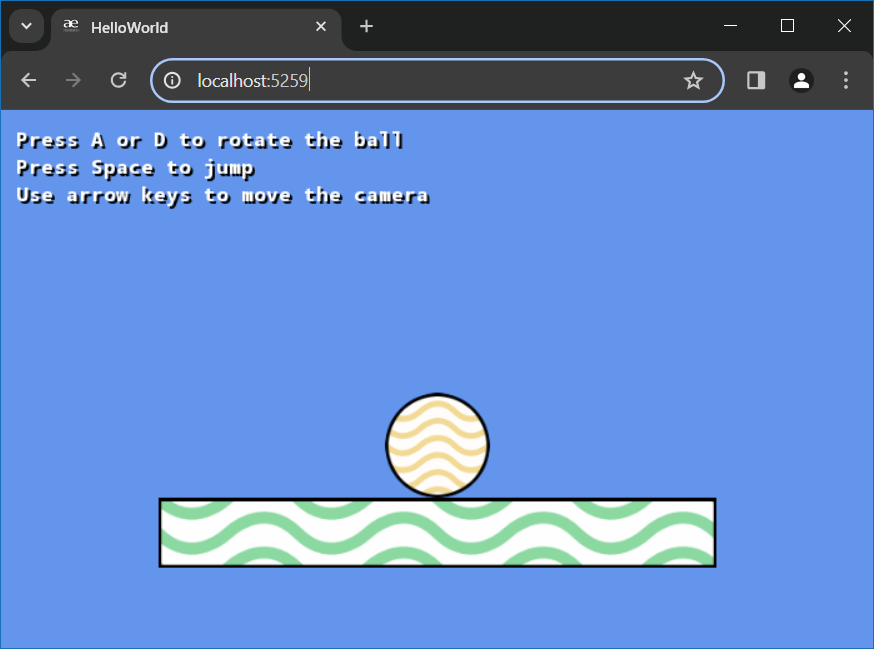 æ HelloWorld
localhost:5259
Press A or D to rotate the ball
Press Space to jump
Use arrow keys to move the camera